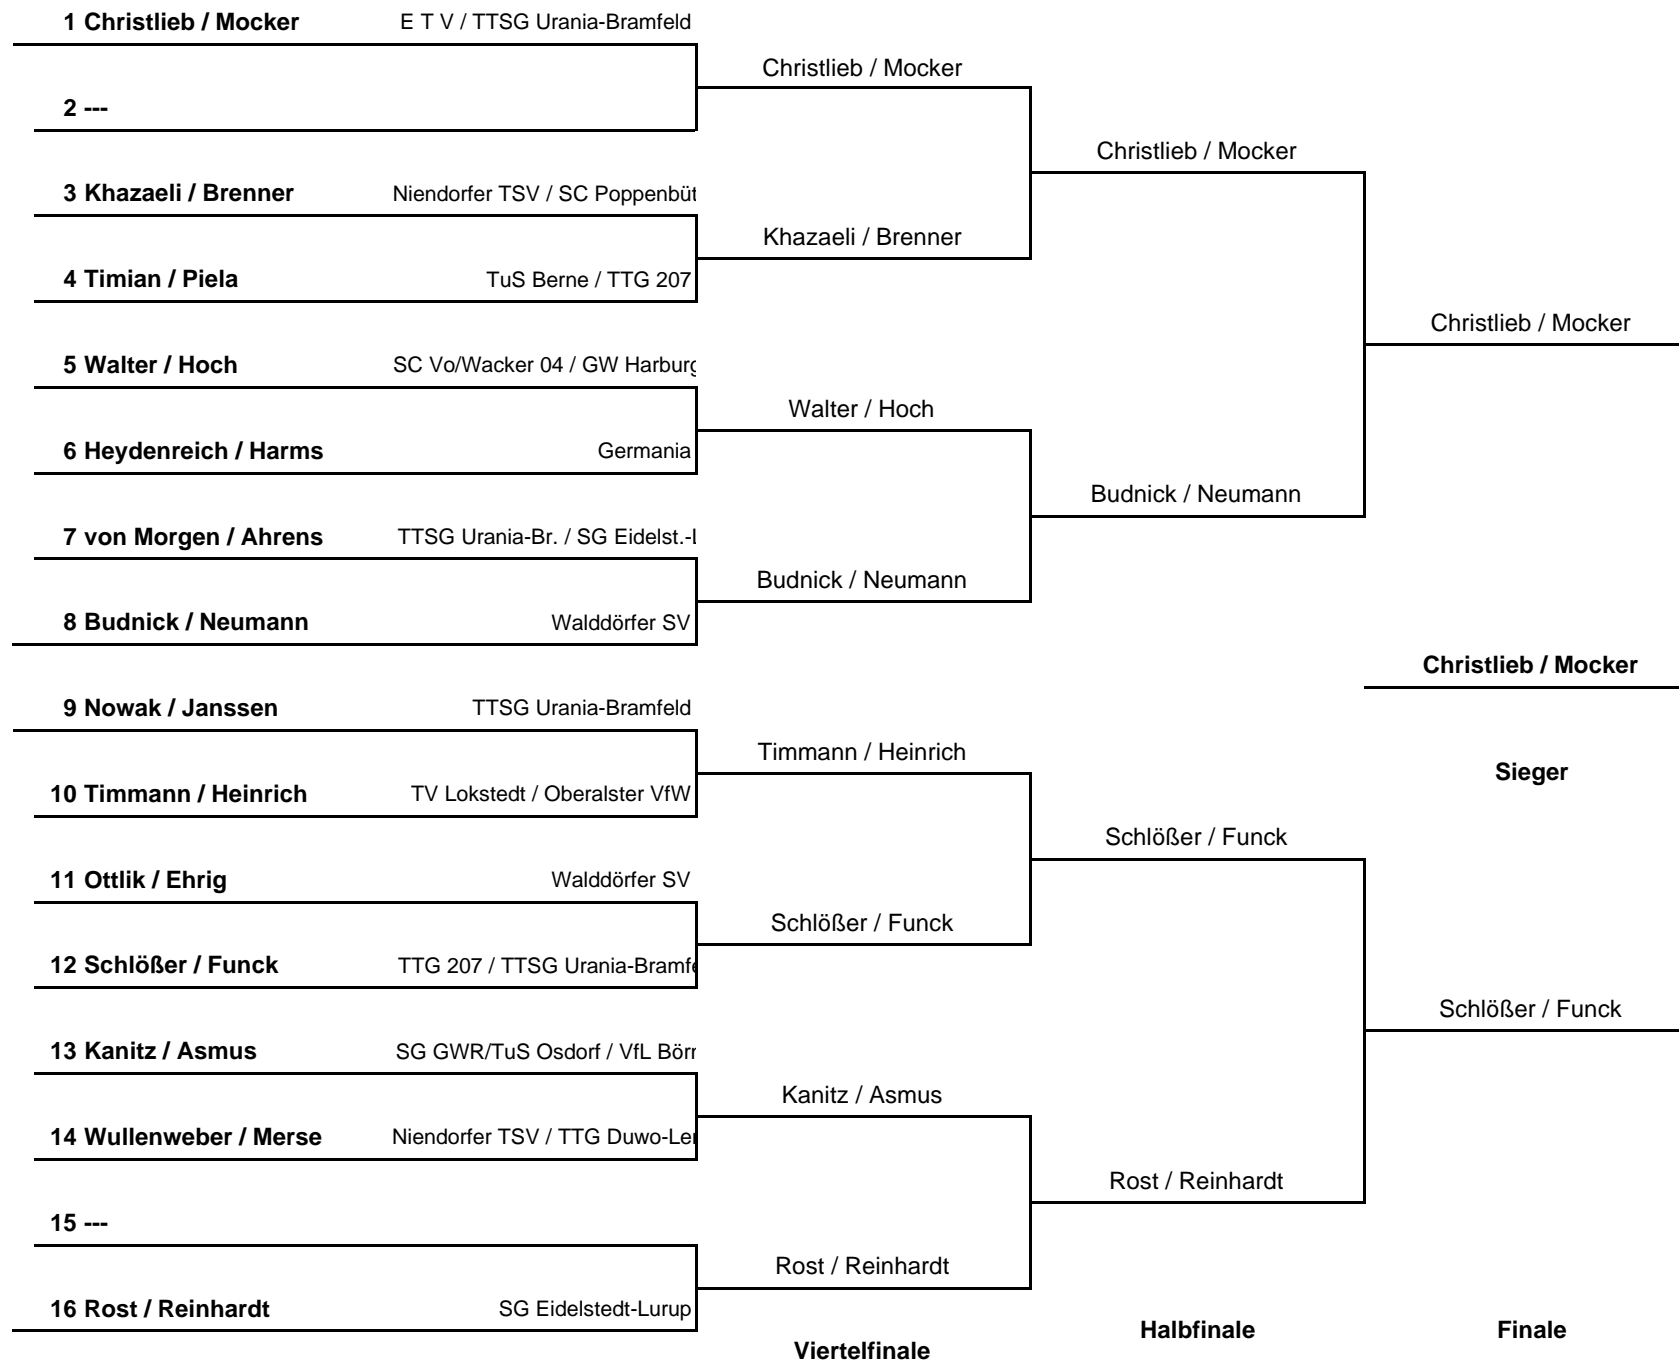 1 Christlieb / Mocker E T V / TTSG Urania-Bramfeld
Christlieb / Mocker
2 ---
Christlieb / Mocker
3 Khazaeli / Brenner Niendorfer TSV / SC Poppenbüt
Khazaeli / Brenner
4 Timian / Piela TuS Berne / TTG 207
Christlieb / Mocker
5 Walter / Hoch SC Vo/Wacker 04 / GW Harburg
Walter / Hoch
6 Heydenreich / Harms Germania
Budnick / Neumann
7 von Morgen / Ahrens TTSG Urania-Br. / SG Eidelst.-L
Budnick / Neumann
8 Budnick / Neumann Walddörfer SV
Christlieb / Mocker
9 Nowak / Janssen TTSG Urania-Bramfeld
Timmann / Heinrich
Sieger
10 Timmann / Heinrich TV Lokstedt / Oberalster VfW
Schlößer / Funck
11 Ottlik / Ehrig Walddörfer SV
Schlößer / Funck
12 Schlößer / Funck TTG 207 / TTSG Urania-Bramfe
Schlößer / Funck
13 Kanitz / Asmus SG GWR/TuS Osdorf / VfL Börn
Kanitz / Asmus
14 Wullenweber / Merse Niendorfer TSV / TTG Duwo-Ler
Rost / Reinhardt
15 ---
Rost / Reinhardt
16 Rost / Reinhardt SG Eidelstedt-Lurup
Viertelfinale
Halbfinale
Finale